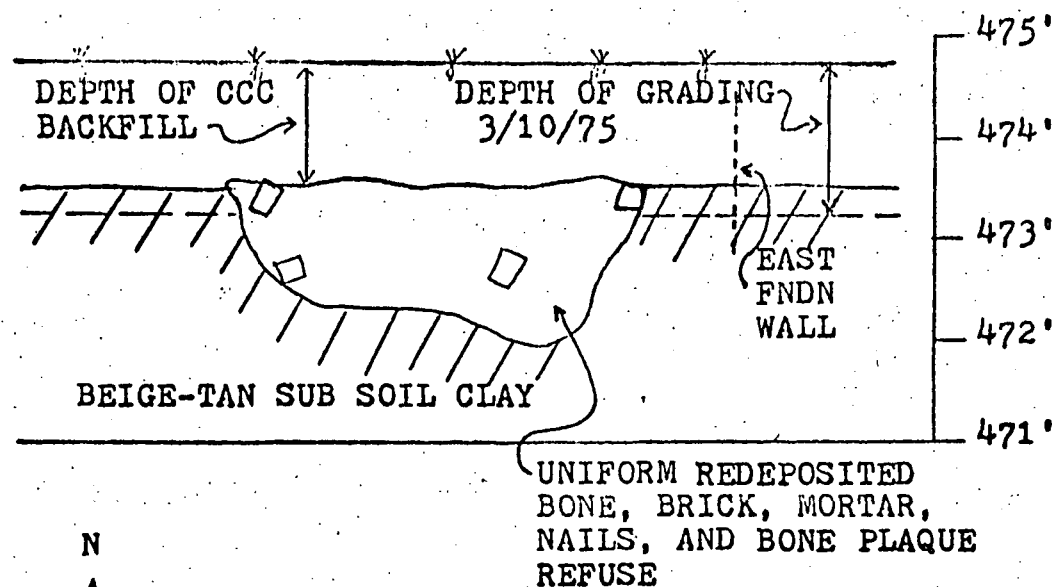 475'
DEPTH OF CCC
BACKFILL
DEPTH OF GRADING
3/10/75
474'
473'
EAST
FNDN
WALL
472'
BEIGE-TAN SUB SOIL CLAY
471'
UNIFORM REDEPOSITED
BONE, BRICK, MORTAR,
NAILS, AND BONE PLAQUE
REFUSE
N